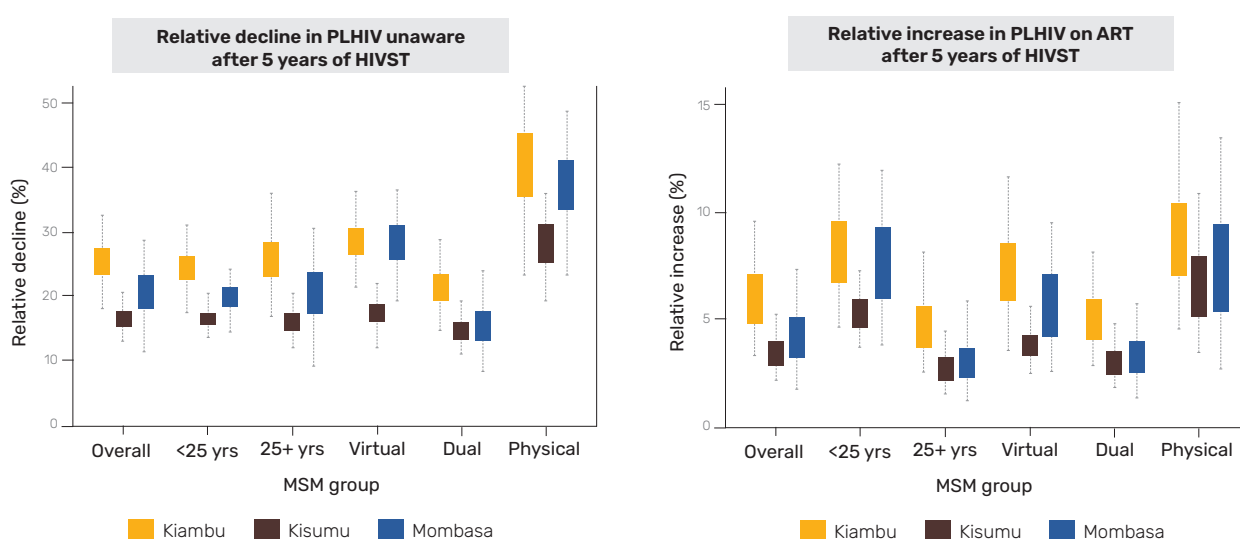 Relative decline in PLHIV unaware
after 5 years of HIVST
Relative decline (%)
50
40
30
20
10
0
Overall <25 yrs 25+ yrs Virtual Dual Physical
MSM group
Kiambu Kisumu Mombasa
Relative increase in PLHIV on ART
after 5 years of HIVST
Relative increase (%)
15
10
5
0
Overall <25 yrs 25+ yrs Virtual Dual Physical
MSM group
Kiambu Kisumu Mombasa